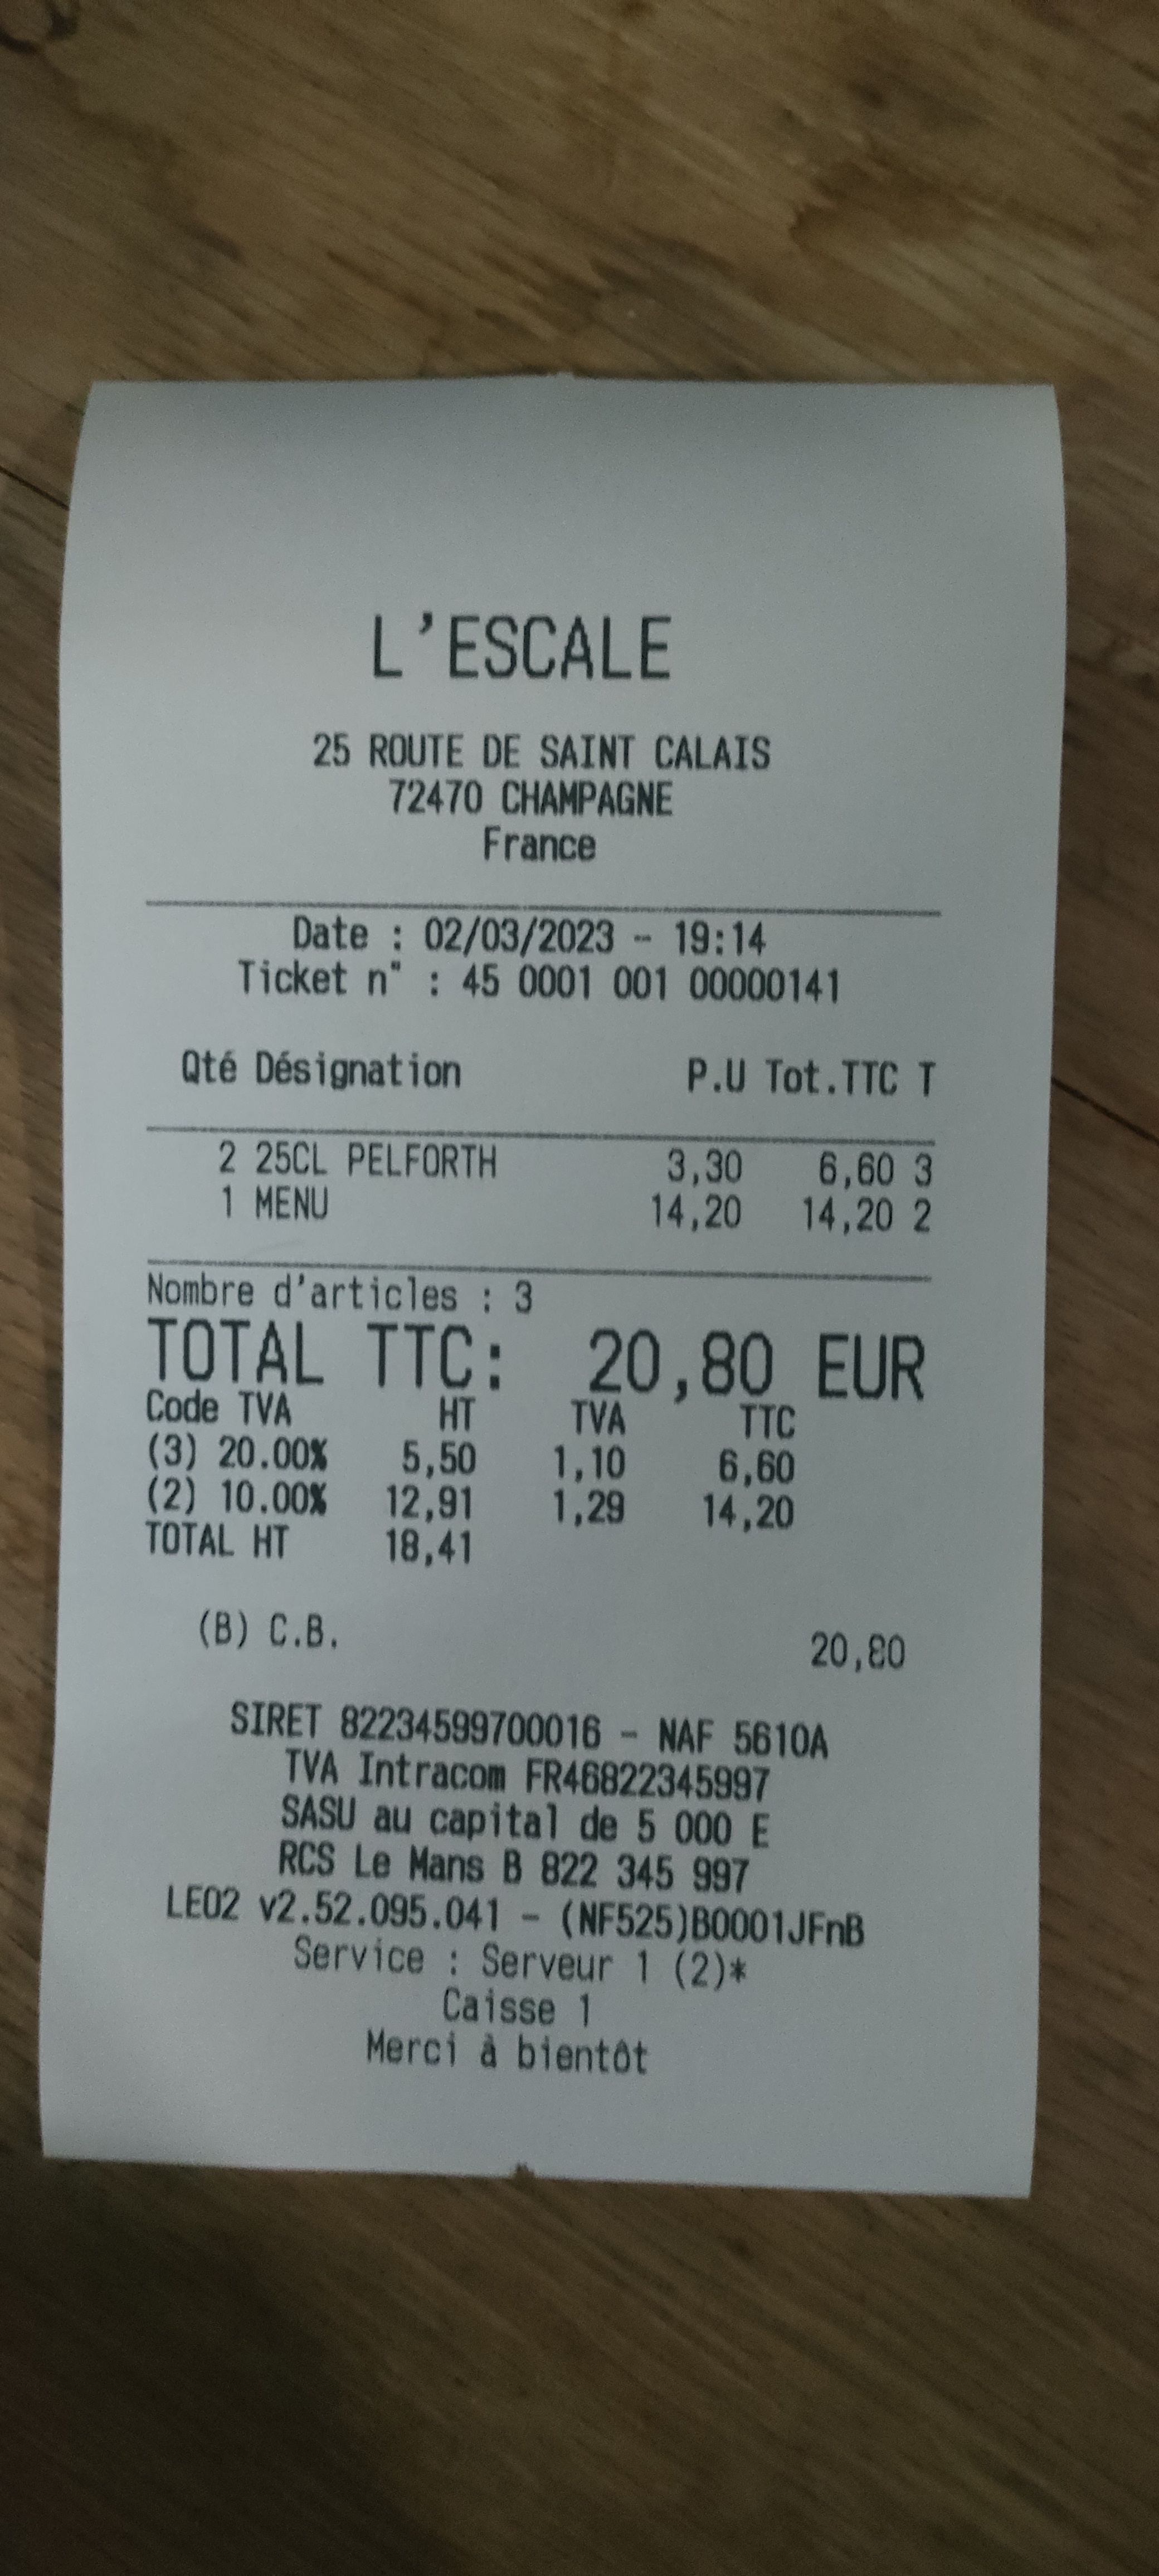 L'ESCALE
25 ROUTE DE SAINT CALAIS
72470 CHAMPAGNE
France
Date : 02/03/2023 - 19:14
Ticket n° : 45 0001 001 00000141
Qté Désignation P.U Tot.TTC T
2 25CL PELFORTH 3,30 6,60 3
1 MENU 14,20 14,20 2
Nombre d'articles : 3
TOTAL TTC: 20,80 EUR
Code TVA HT TVA TTC
(3) 20.00% 5,50 1,10 6,60
(2) 10.00% 12,91 1,29 14,20
TOTAL HT 18,41
(B) C.B. 20,80
SIRET 82234599700016 - NAF 5610A
TVA Intracom FR46822345997
SASU au capital de 5 000 E
RCS Le Mans B 822 345 997
LEO2 v2.52.095.041 - (NF525)B0001JFnB
Service : Serveur 1 (2)*
Caisse 1
Merci à bientôt